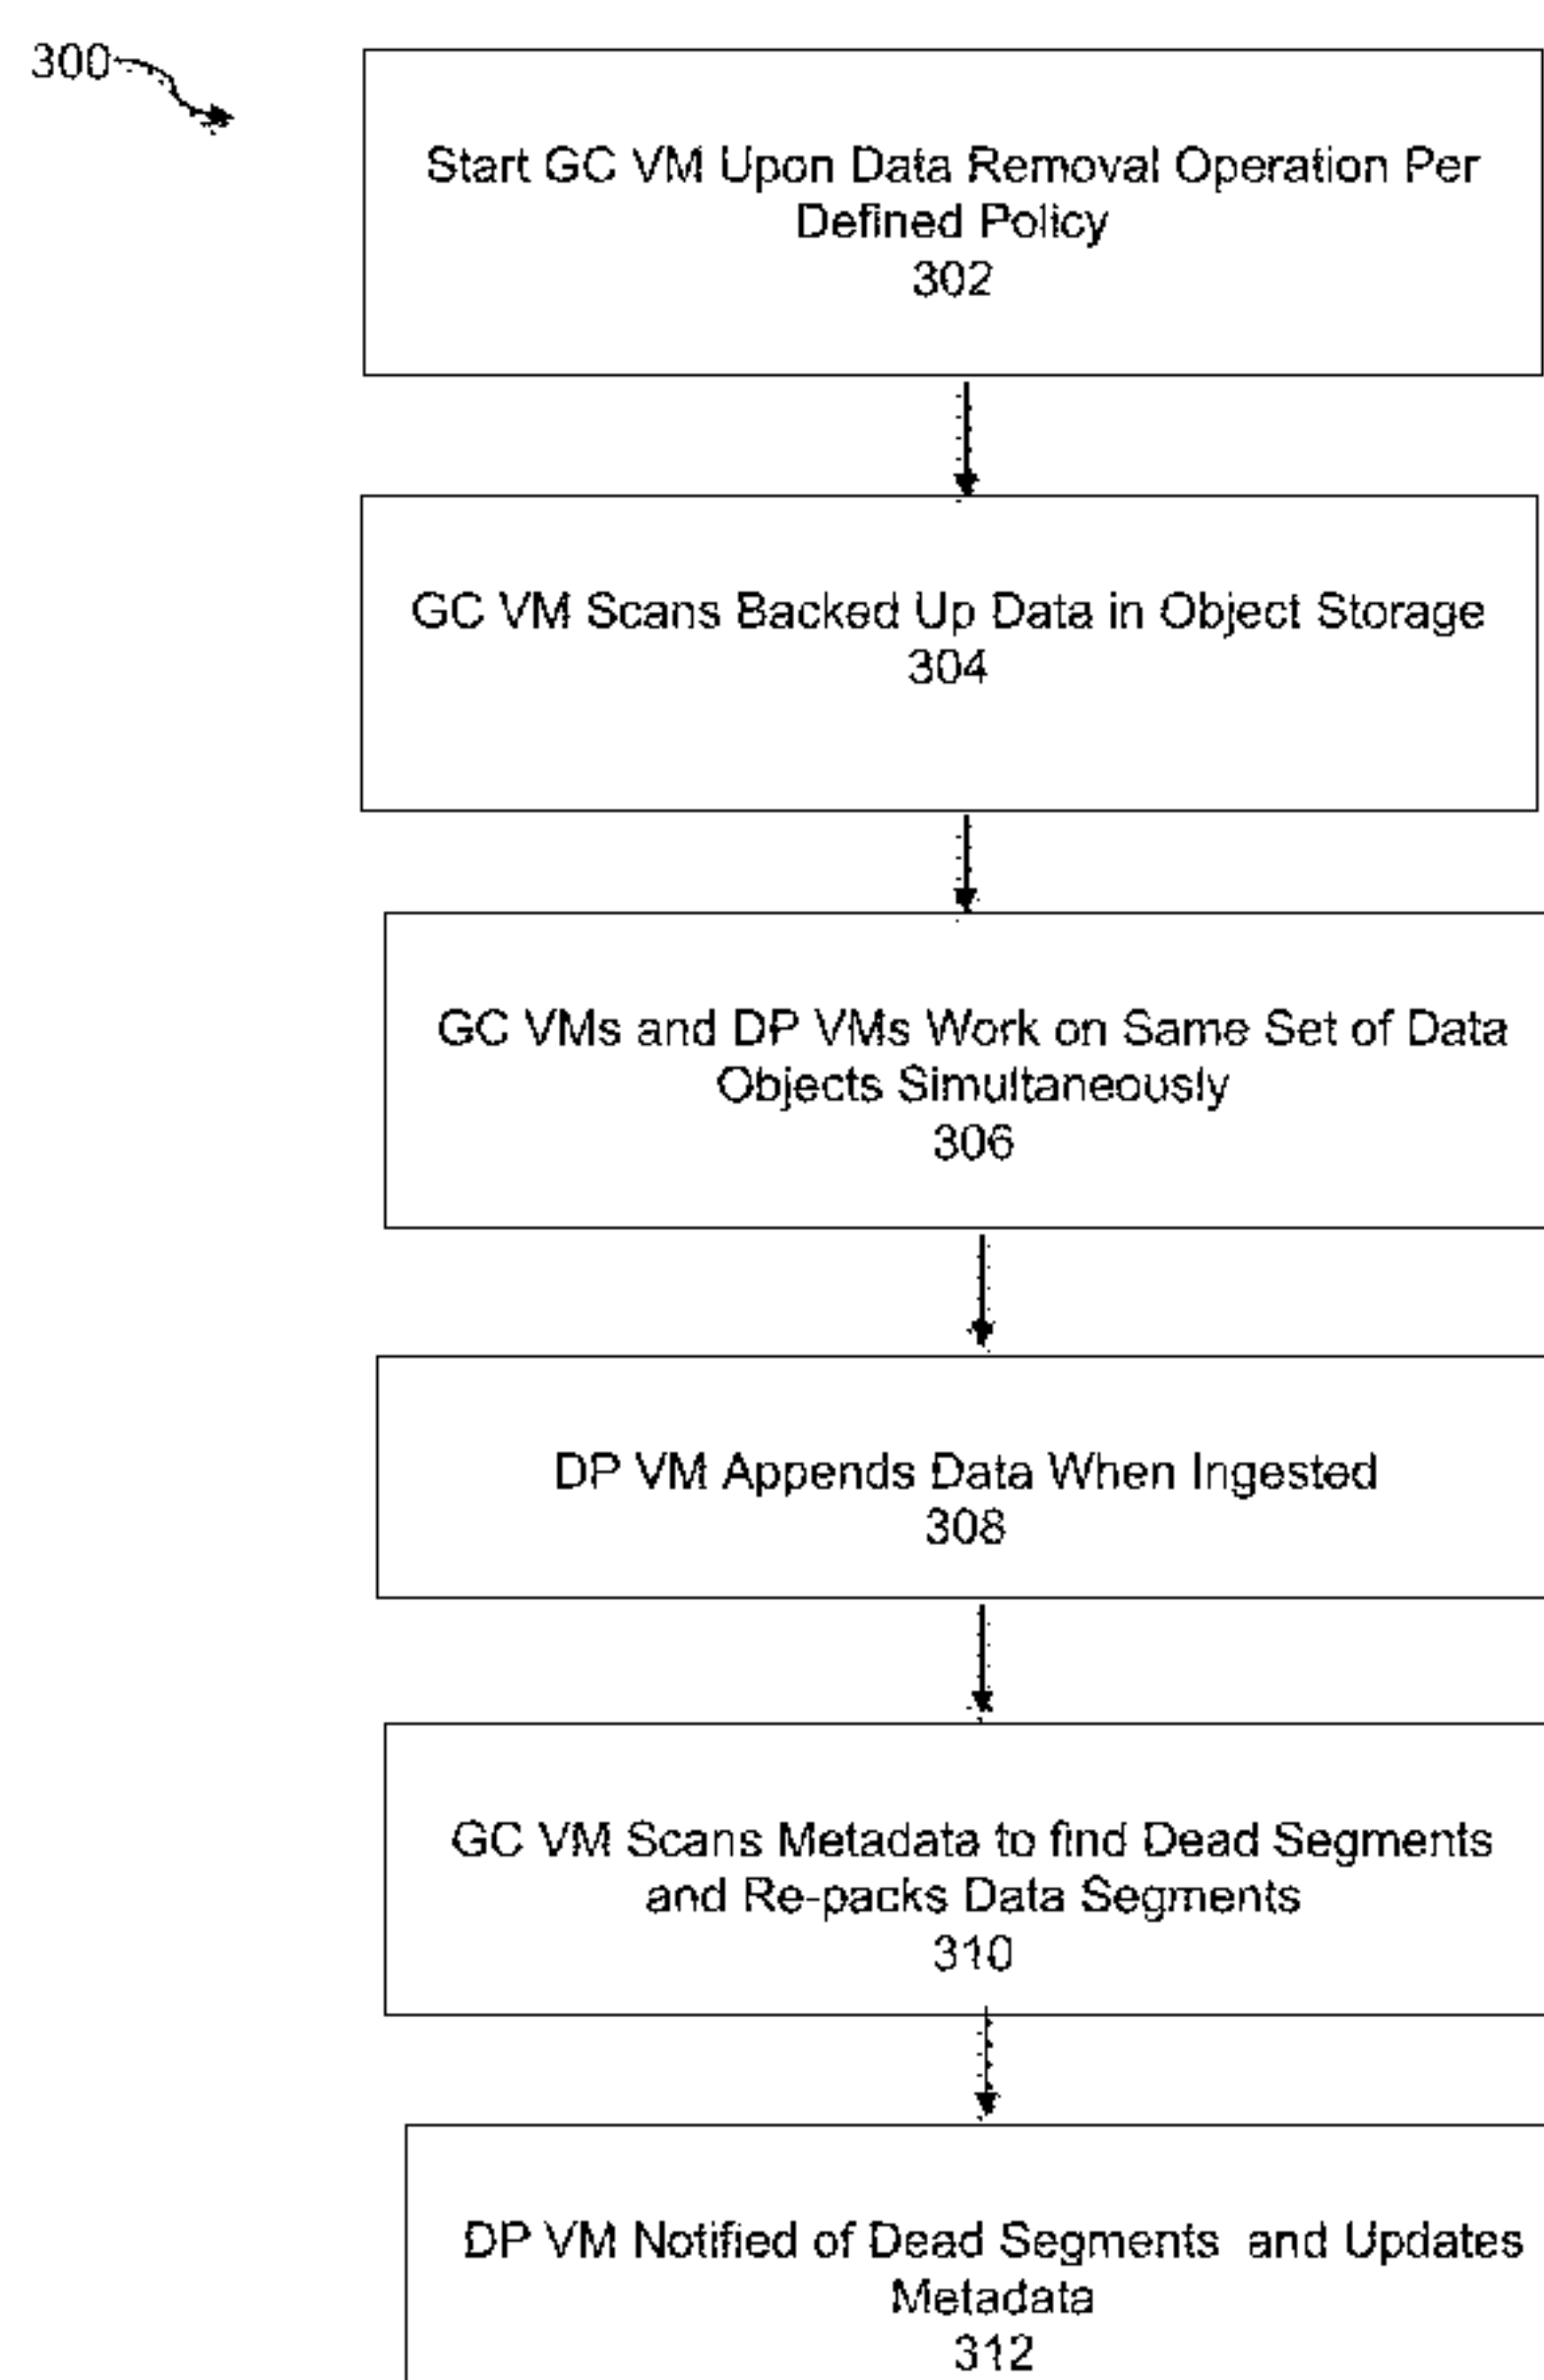 300
Start GC VM Upon Data Removal Operation Per
Defined Policy
302
GC VM Scans Backed Up Data in Object Storage
304
GC VMs and DP VMs Work on Same Set of Data
Objects Simultaneously
306
DP VM Appends Data When Ingested
308
GC VM Scans Metadata to find Dead Segments
and Re-packs Data Segments
310
DP VM Notified of Dead Segments and Updates
Metadata
312